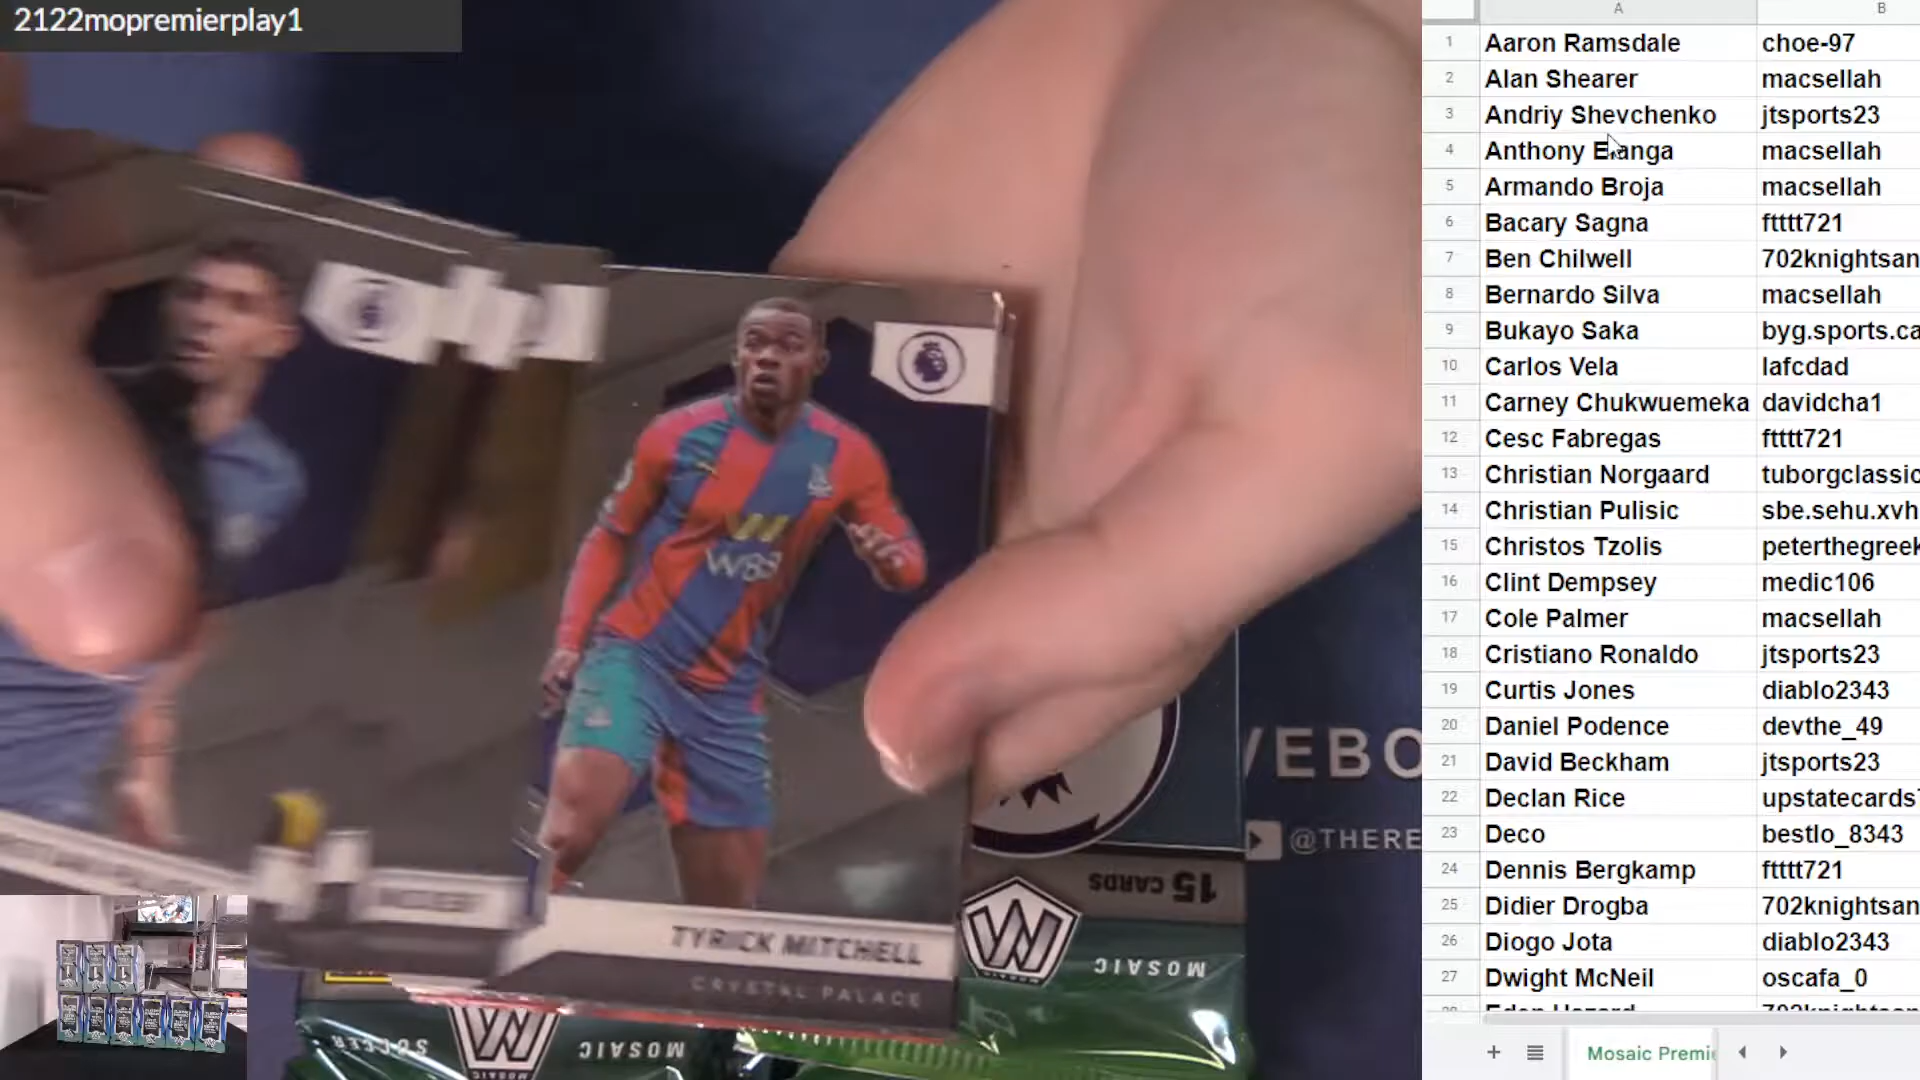 2122mopremierplay1
A B
1 Aaron Ramsdale choe-97
2 Alan Shearer macsellah
3 Andriy Shevchenko jtsports23
4 Anthony Elanga macsellah
5 Armando Broja macsellah
6 Bacary Sagna fttttt721
7 Ben Chilwell 702knightsan
8 Bernardo Silva macsellah
9 Bukayo Saka byg.sports.ca
10 Carlos Vela lafcdad
11 Carney Chukwuemeka davidcha1
12 Cesc Fabregas fttttt721
13 Christian Norgaard tuborgclassic
14 Christian Pulisic sbe.sehu.xvh
15 Christos Tzolis peterthegreek
16 Clint Dempsey medic106
17 Cole Palmer macsellah
18 Cristiano Ronaldo jtsports23
19 Curtis Jones diablo2343
20 Daniel Podence devthe_49
21 David Beckham jtsports23
22 Declan Rice upstatecards
23 Deco bestlo_8343
24 Dennis Bergkamp fttttt721
25 Didier Drogba 702knightsan
26 Diogo Jota diablo2343
27 Dwight McNeil oscafa_0
Mosaic Premi
W88
TYRICK MITCHELL
CRYSTAL PALACE
VEBO
@THERE
15 CARDS
MOSAIC
SOCCER
MOSAIC